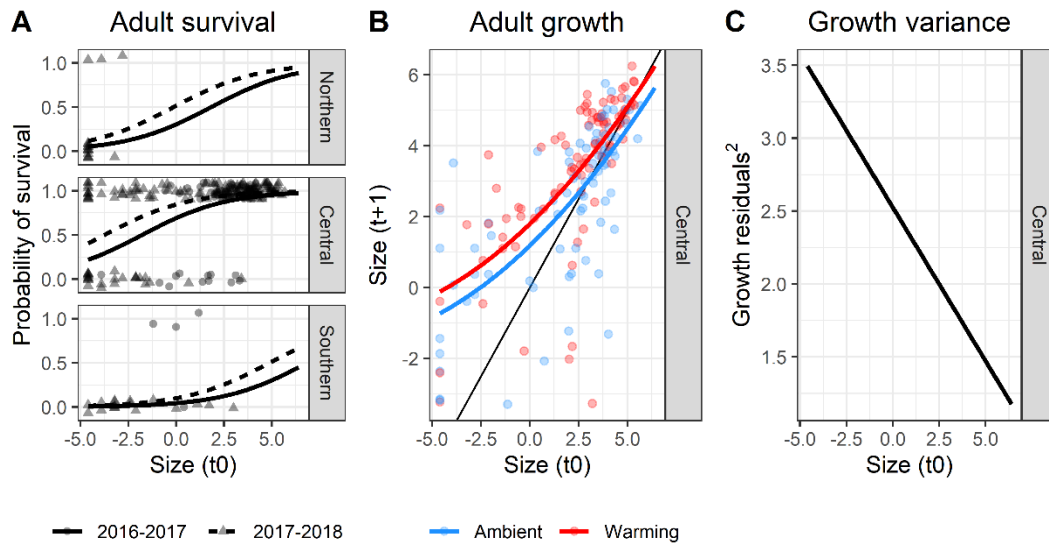 A Adult survival
Probability of survival
1.0
0.5
0.0
Northern
1.0
0.5
0.0
Central
1.0
0.5
0.0
Southern
-5.0 -2.5 0.0 2.5 5.0
Size (t0)
2016-2017 2017-2018
B Adult growth
Size (t+1)
6
4
2
0
-2
Central
-5.0 -2.5 0.0 2.5 5.0
Size (t0)
Ambient Warming
C Growth variance
Growth residuals²
3.5
3.0
2.5
2.0
1.5
Central
-5.0 -2.5 0.0 2.5 5.0
Size (t0)